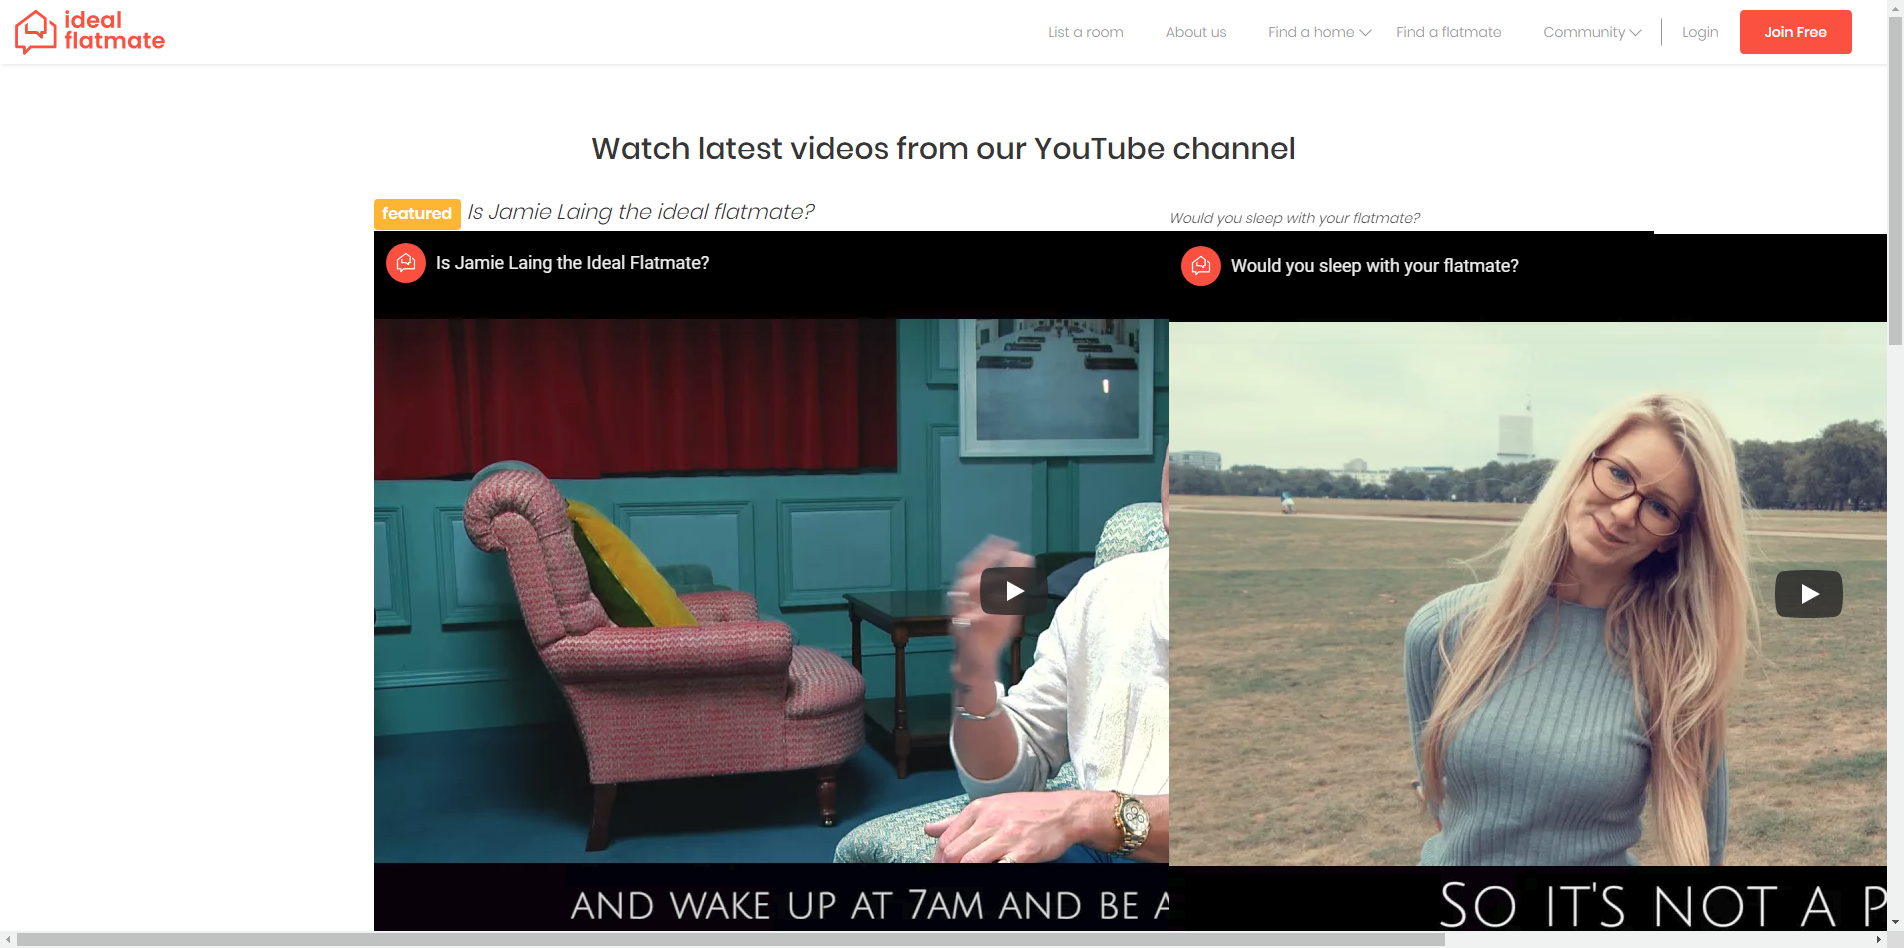 ideal
flatmate
List a room
About us
Find a home
Find a flatmate
Community
Login
Join Free
Watch latest videos from our YouTube channel
featured Is Jamie Laing the ideal flatmate?
Would you sleep with your flatmate?
Is Jamie Laing the Ideal Flatmate?
Would you sleep with your flatmate?
AND WAKE UP AT 7AM AND BE A
SO IT'S NOT A P